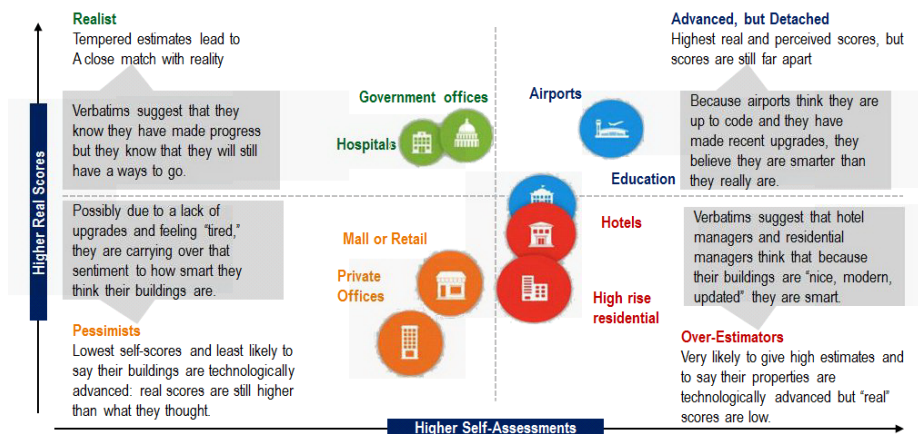 Realist
Tempered estimates lead to
A close match with reality
Advanced, but Detached
Highest real and perceived scores, but
scores are still far apart
Verbatims suggest that they
know they have made progress
but they know that they will still
have a ways to go.
Government offices
Hospitals
Airports
Education
Because airports think they are
up to code and they have
made recent upgrades, they
believe they are smarter than
they really are.
Higher Real Scores
Possibly due to a lack of
upgrades and feeling “tired,”
they are carrying over that
sentiment to how smart they
think their buildings are.
Mall or Retail
Private
Offices
Hotels
High rise
residential
Verbatims suggest that hotel
managers and residential
managers think that because
their buildings are “nice, modern,
updated” they are smart.
Pessimists
Lowest self-scores and least likely to
say their buildings are technologically
advanced: real scores are still higher
than what they thought.
Over-Estimators
Very likely to give high estimates and
to say their properties are
technologically advanced but “real”
scores are low.
Higher Self-Assessments